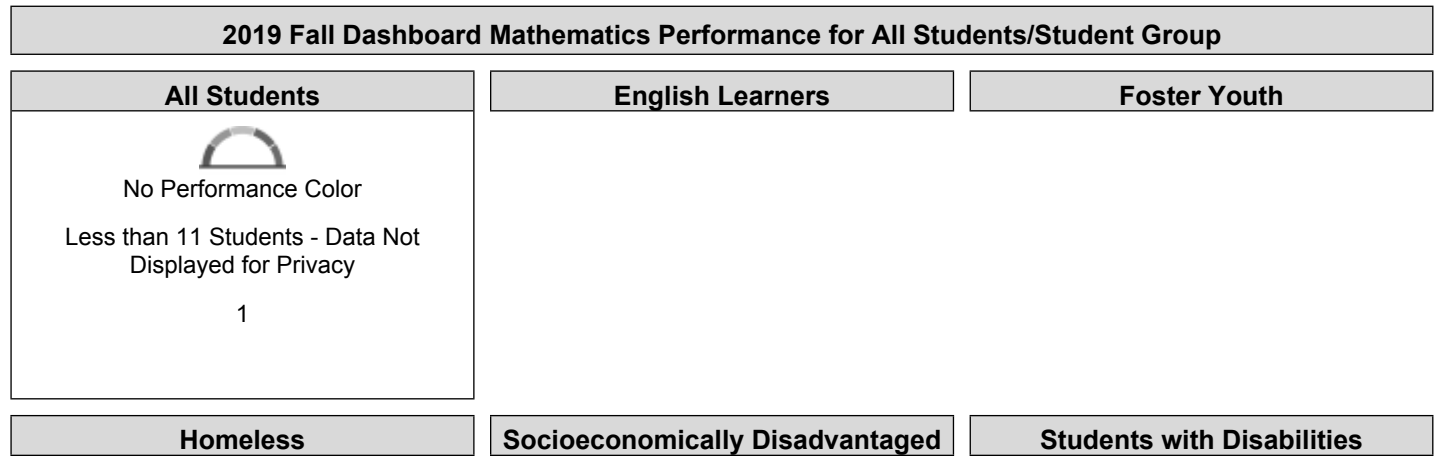 2019 Fall Dashboard Mathematics Performance for All Students/Student Group
All Students
English Learners
Foster Youth
No Performance Color
Less than 11 Students - Data Not
Displayed for Privacy
1
Homeless
Socioeconomically Disadvantaged
Students with Disabilities